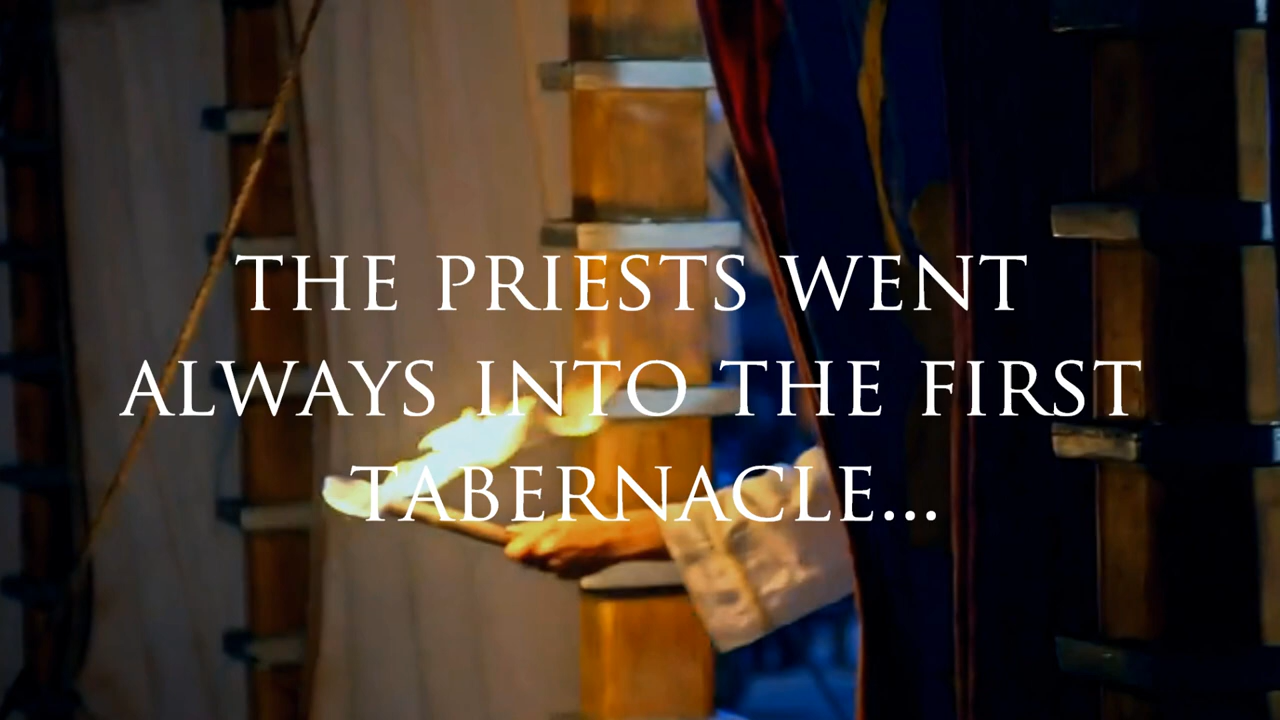 THE PRIESTS WENT
ALWAYS INTO THE FIRST
TABERNACLE...